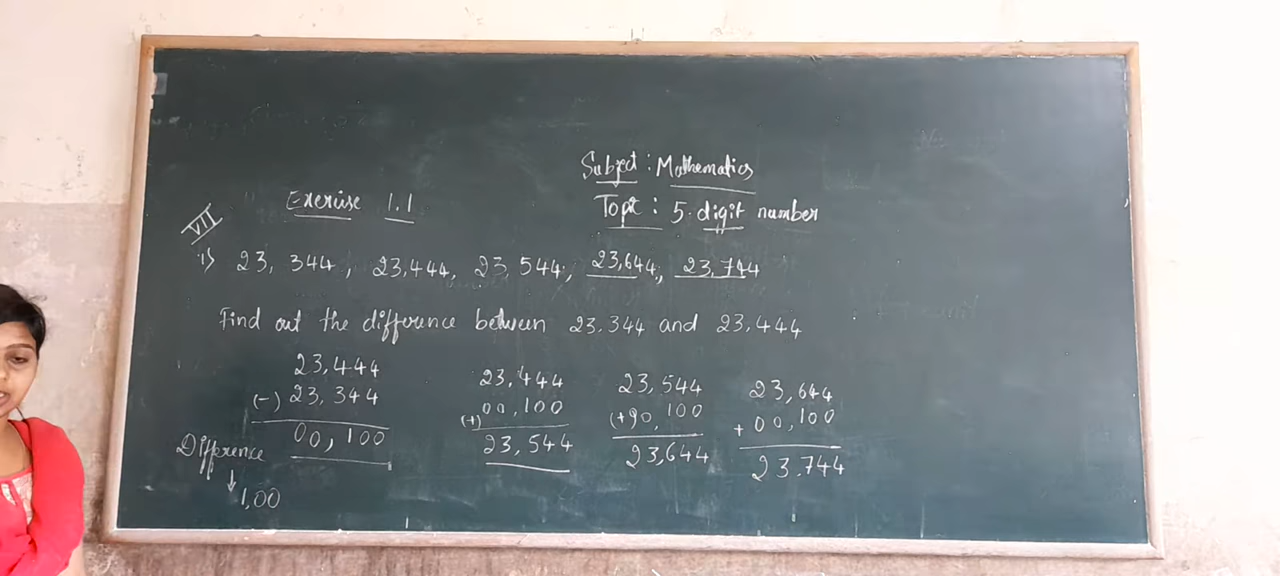 Subject : Mathematics
Exercise 1.1
Topic : 5 digit number
VII
1) 23, 344, 23,444, 23,544, 23,644, 23,744
Find out the difference between 23,344 and 23,444
23,444
(-) 23,344
00,100
Difference
↓
1,00
23,444
(+) 00,100
23,544
23,544
(+) 00,100
23,644
23,644
+ 00,100
23,744